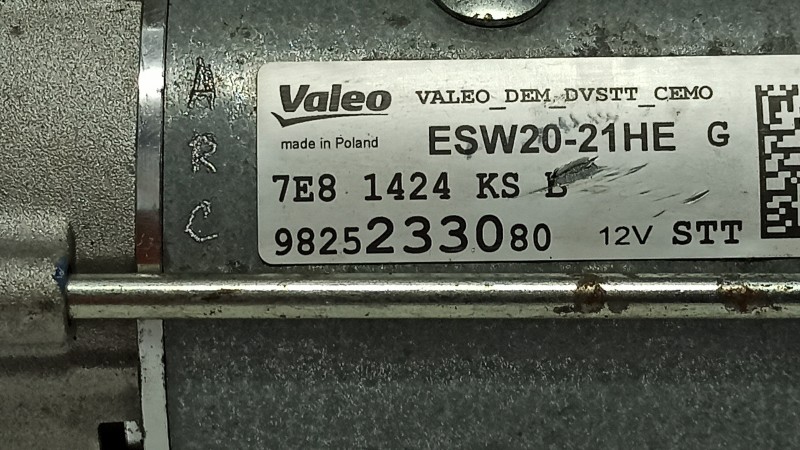 A
R
C
Valeo VALEO_DEM_DVSTT_CEMO
made in Poland ESW20-21HE G
7E8 1424 KS
9825233080 12V STT